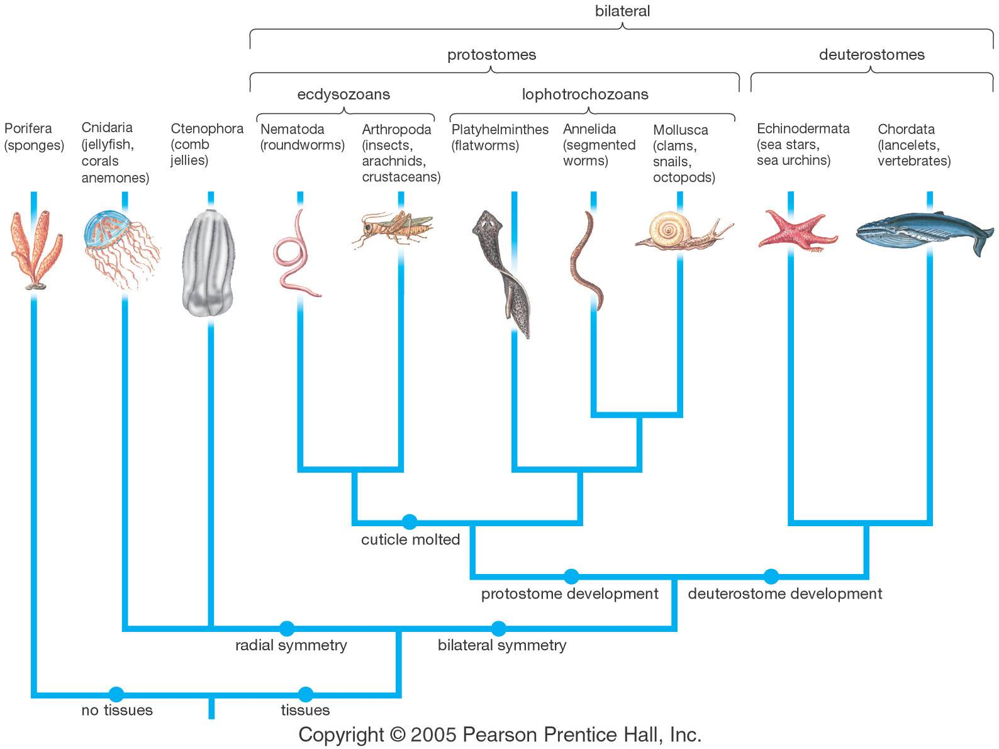 bilateral
protostomes
deuterostomes
ecdysozoans
lophotrochozoans
Porifera
(sponges)
Cnidaria
(jellyfish,
corals
anemones)
Ctenophora
(comb
jellies)
Nematoda
(roundworms)
Arthropoda
(insects,
arachnids,
crustaceans)
Platyhelminthes
(flatworms)
Annelida
(segmented
worms)
Mollusca
(clams,
snails,
octopods)
Echinodermata
(sea stars,
sea urchins)
Chordata
(lancelets,
vertebrates)
cuticle molted
protostome development
deuterostome development
radial symmetry
bilateral symmetry
no tissues
tissues
Copyright © 2005 Pearson Prentice Hall, Inc.